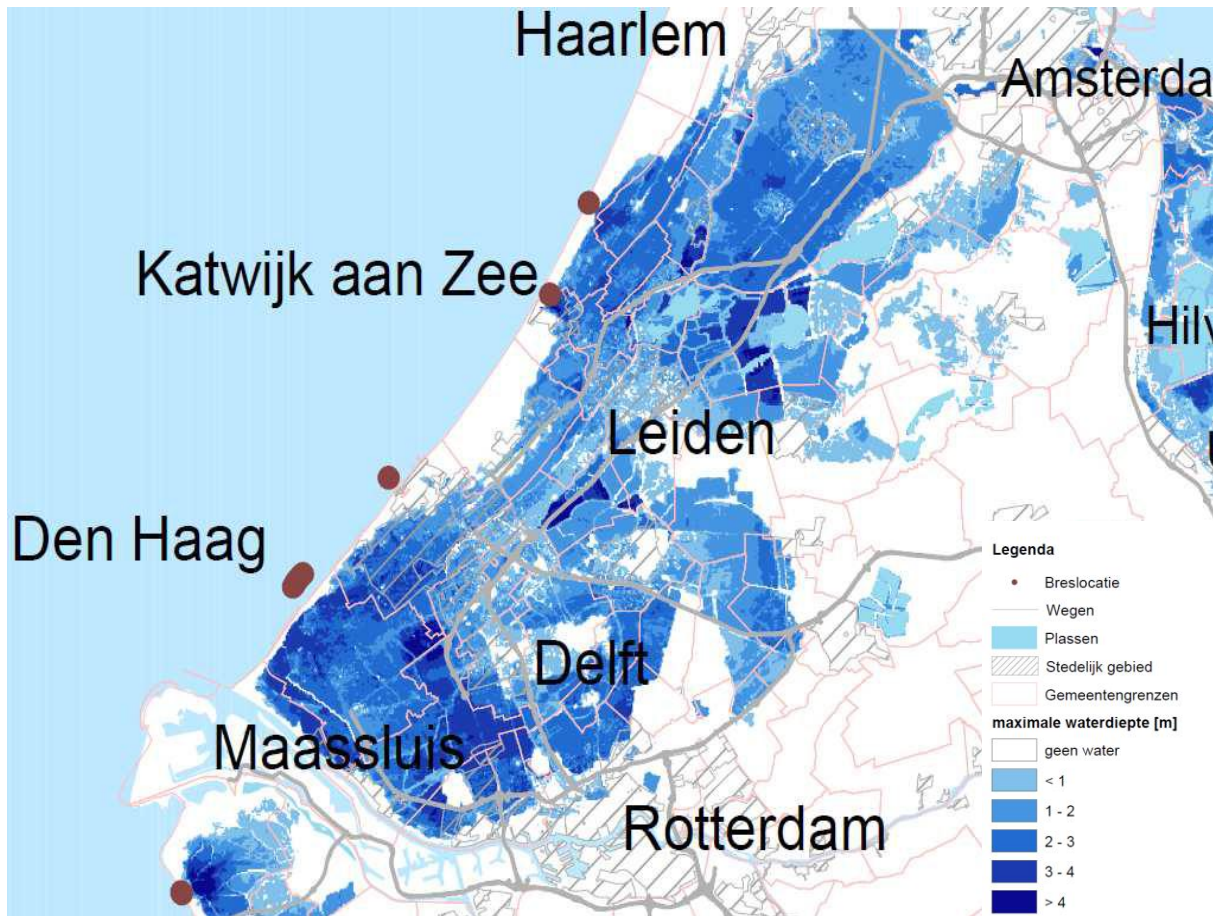 Haarlem
Amsterda
Katwijk aan Zee
Hilv
Leiden
U
Den Haag
Delft
Maassluis
Rotterdam
Legenda
Breslocatie
Wegen
Plassen
Stedelijk gebied
Gemeentengrenzen
maximale waterdiepte [m]
geen water
< 1
1 - 2
2 - 3
3 - 4
> 4